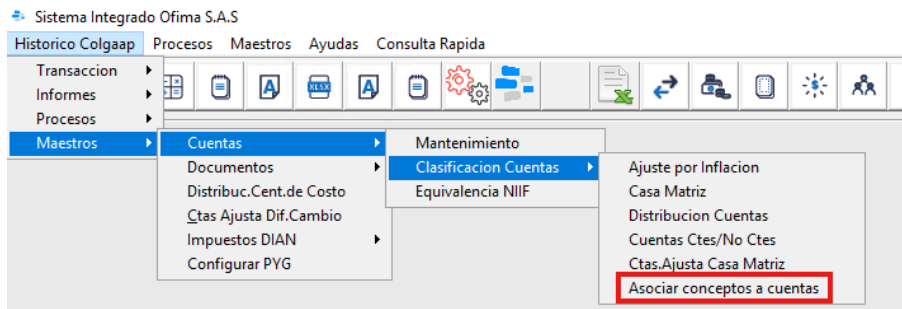 Sistema Integrado Ofima S.A.S
Historico Colgaap Procesos Maestros Ayudas Consulta Rapida
Transaccion
Informes
Procesos
Maestros
XLSX
Cuentas
Documentos
Distribuc.Cent.de Costo
Ctas Ajusta Dif.Cambio
Impuestos DIAN
Configurar PYG
Mantenimiento
Clasificacion Cuentas
Equivalencia NIIF
Ajuste por Inflacion
Casa Matriz
Distribucion Cuentas
Cuentas Ctes/No Ctes
Ctas.Ajusta Casa Matriz
Asociar conceptos a cuentas